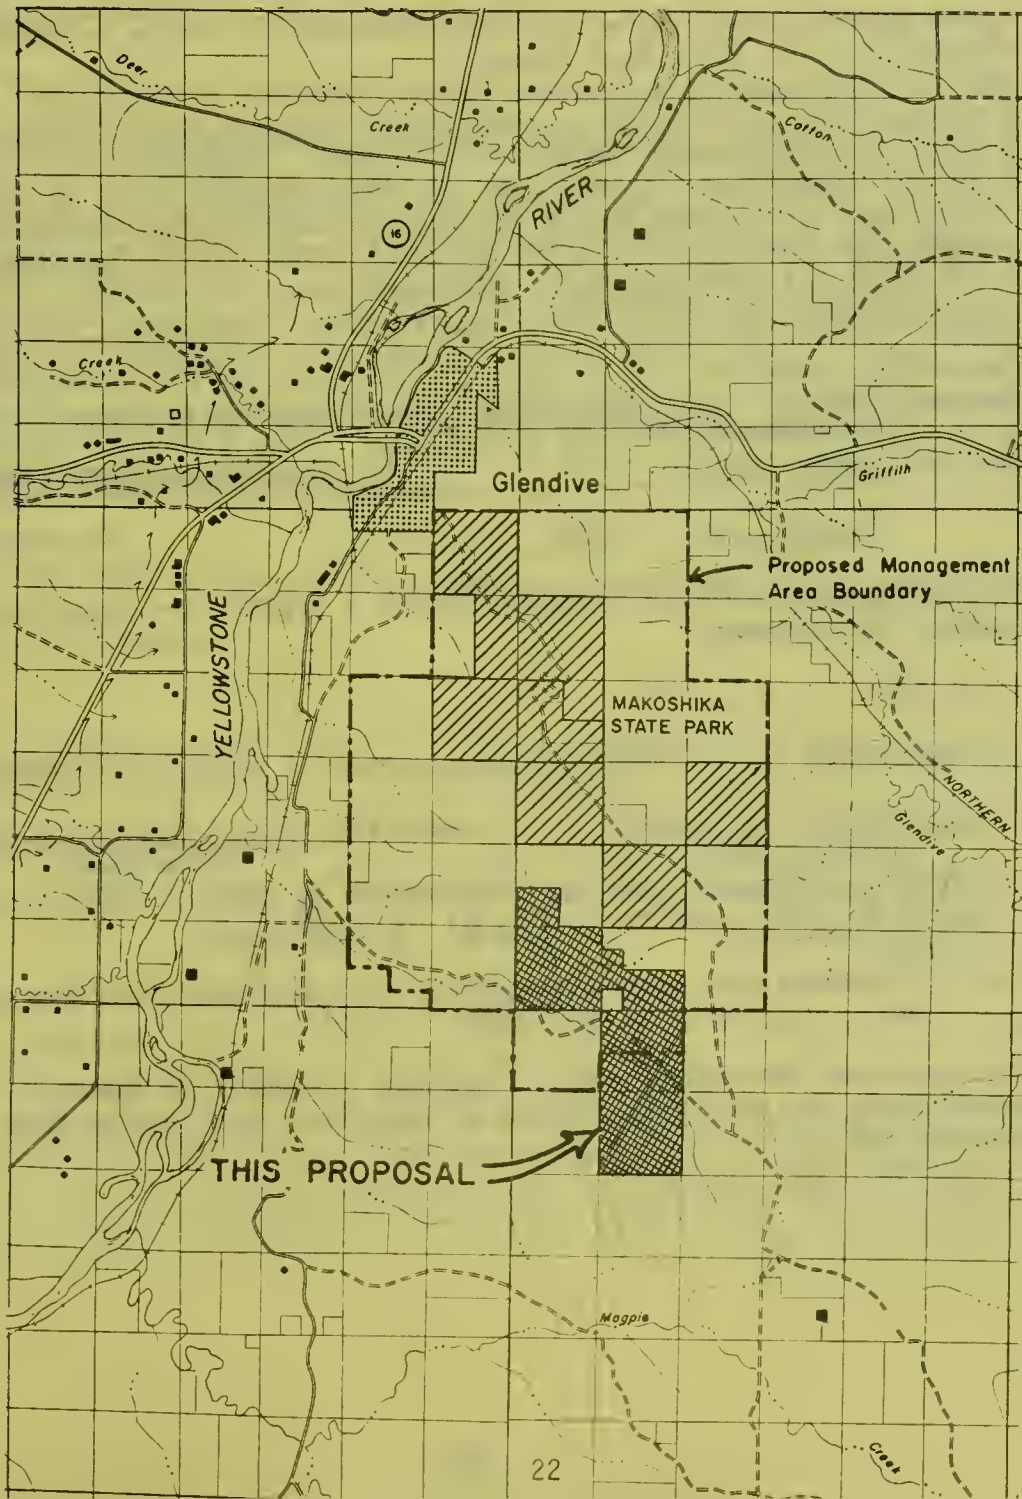 Deer
Creek
Cotton
RIVER
16
Creek
Glendive
Griffith
Proposed Management
Area Boundary
YELLOWSTONE
MAKOSHIKA
STATE PARK
NORTHERN
Glendive
THIS PROPOSAL
Magpie
Creek
22